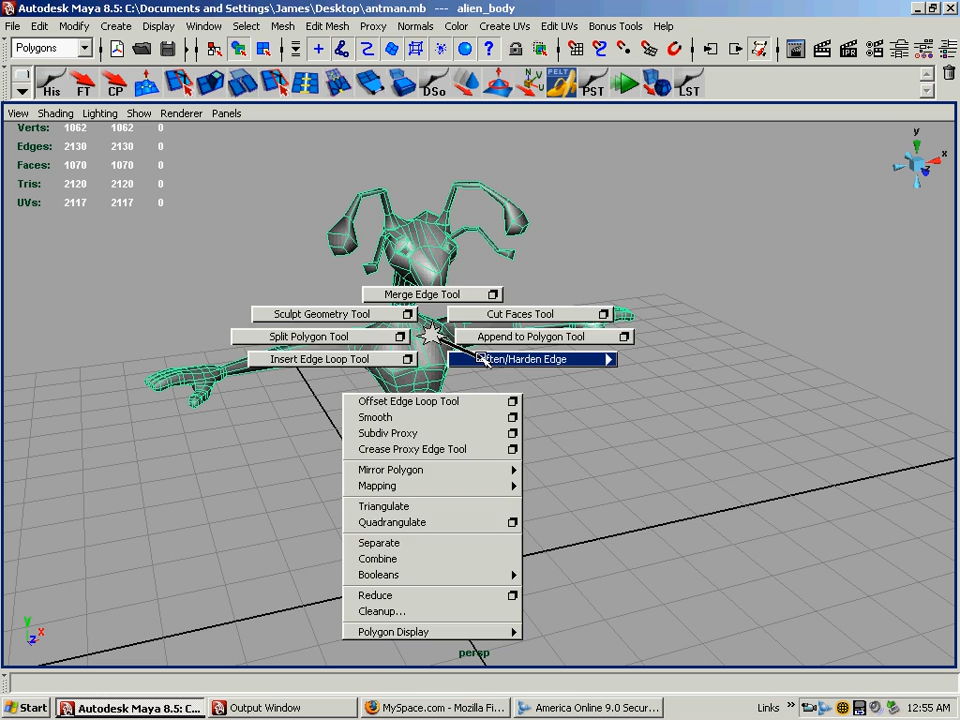 Autodesk Maya 8.5: C:\Documents and Settings\James\Desktop\antman.mb --- alien_body
File Edit Modify Create Display Window Select Mesh Edit Mesh Proxy Normals Color Create UVs Edit UVs Bonus Tools Help
Polygons
IPR
His FT CP DSo PST LST
PELT
View Shading Lighting Show Renderer Panels
Verts: 1062 1062 0
Edges: 2130 2130 0
Faces: 1070 1070 0
Tris: 2120 2120 0
UVs: 2117 2117 0
y
x
Merge Edge Tool
Sculpt Geometry Tool Cut Faces Tool
Split Polygon Tool Append to Polygon Tool
Insert Edge Loop Tool ften/Harden Edge
Offset Edge Loop Tool
Smooth
Subdiv Proxy
Crease Proxy Edge Tool
Mirror Polygon
Mapping
Triangulate
Quadrangulate
Separate
Combine
Booleans
Reduce
Cleanup...
Polygon Display
y
x
z
persp
Start Autodesk Maya 8.5: C... Output Window MySpace.com - Mozilla Fi... America Online 9.0 Secur... Links » 12:55 AM